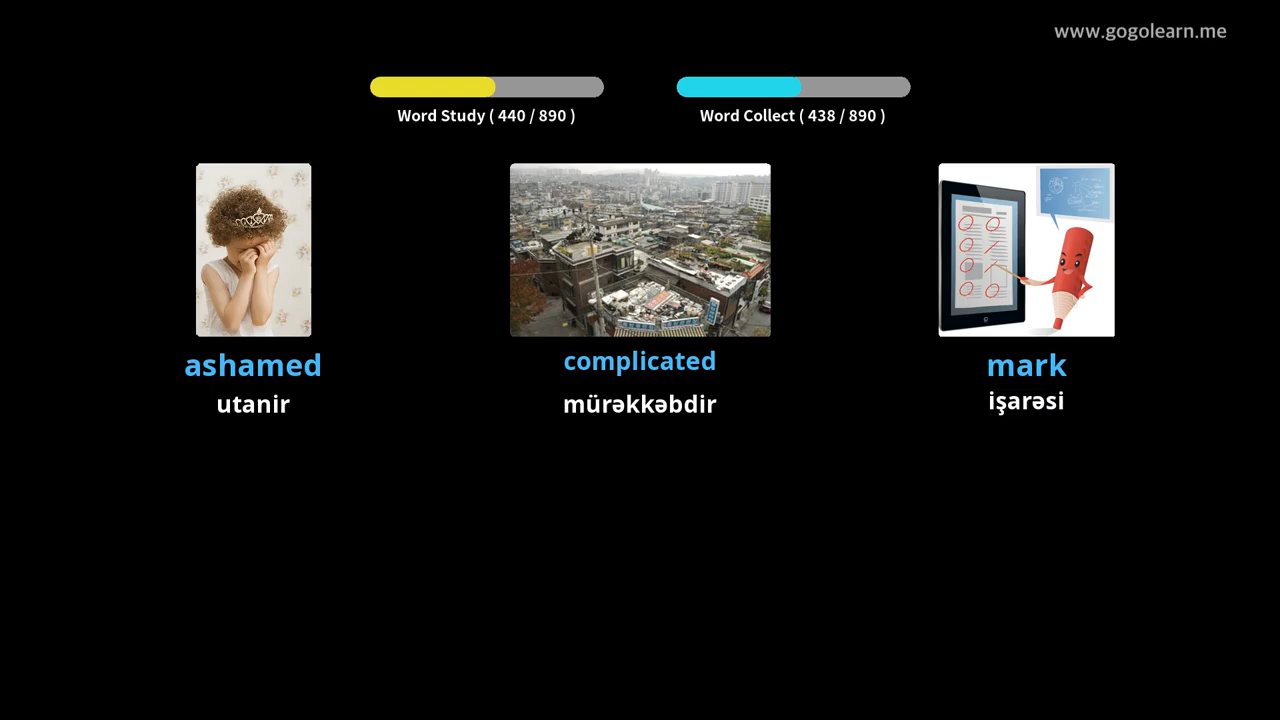 www.gogolearn.me
Word Study ( 440 / 890 )
Word Collect ( 438 / 890 )
ashamed
complicated
mark
utanir
mürəkkəbdir
işarəsi